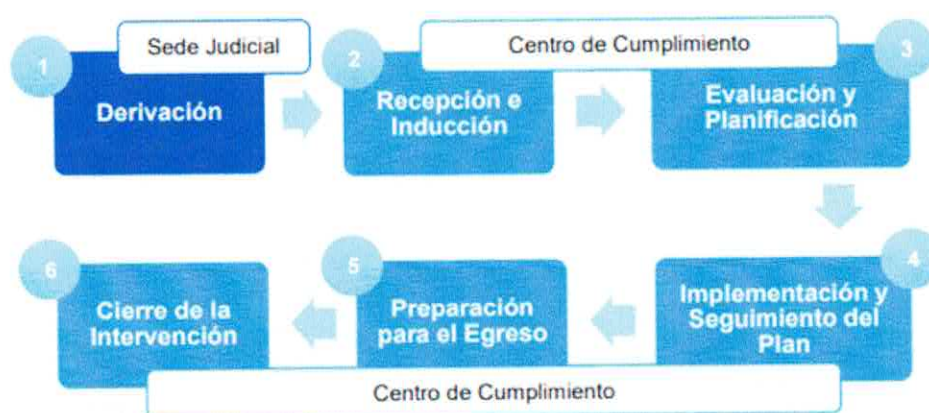 Sede Judicial
Centro de Cumplimiento
1
Derivación
2
Recepción e
Inducción
3
Evaluación y
Planificación
4
Implementación y
Seguimiento del
Plan
5
Preparación
para el Egreso
6
Cierre de la
Intervención
Centro de Cumplimiento